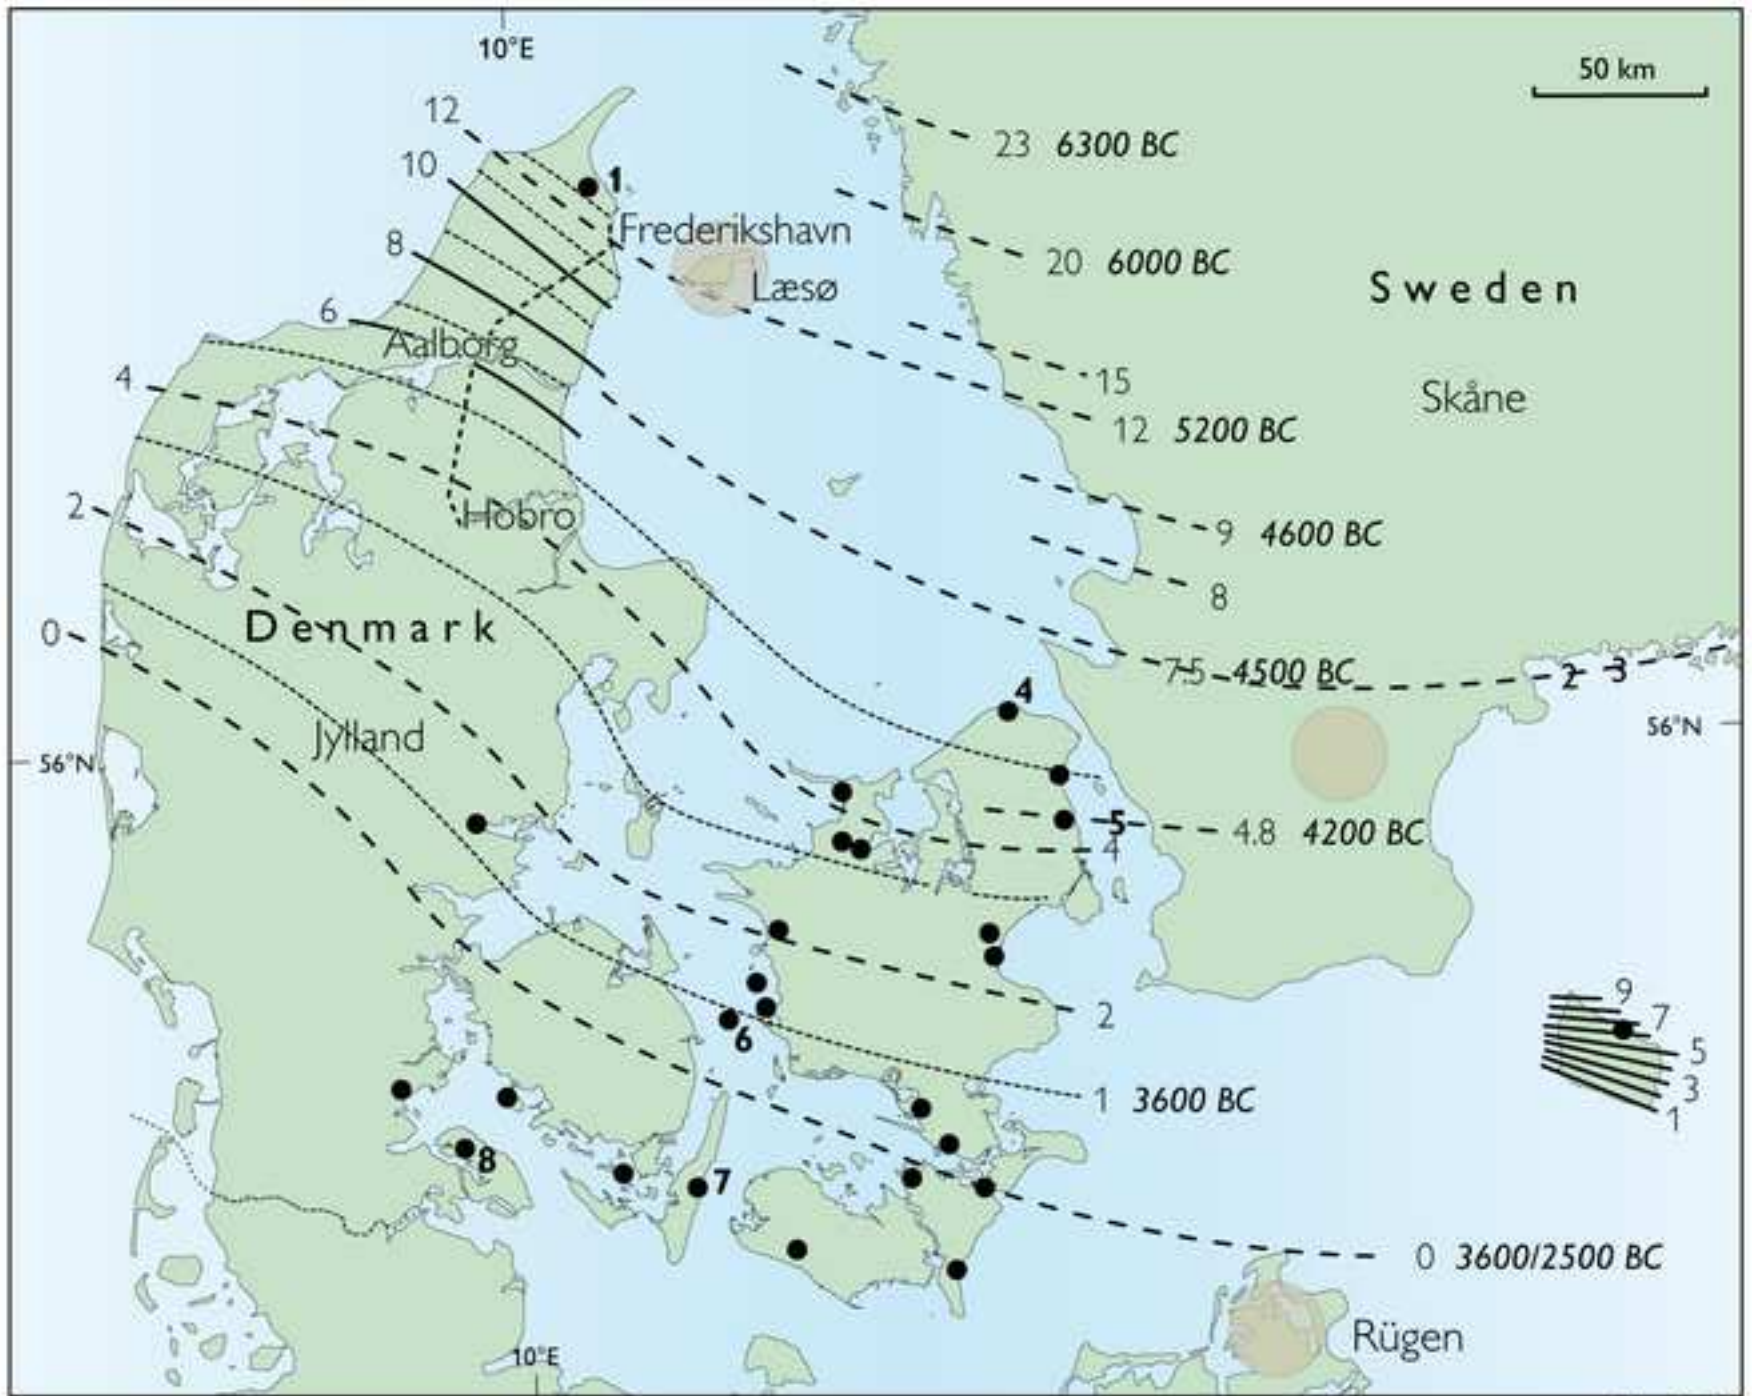 10°E
50 km
12
23 6300 BC
10
1
Frederikshavn
8
20 6000 BC
Læsø
Sweden
6
Aalborg
15
4
Skåne
12 5200 BC
2
Hobro
9 4600 BC
8
Denmark
0
7.5 4500 BC
2
3
4
56°N
Jylland
56°N
5
4.8 4200 BC
4
9
2
7
6
5
3
1 3600 BC
1
8
7
0 3600/2500 BC
Rügen
10°E